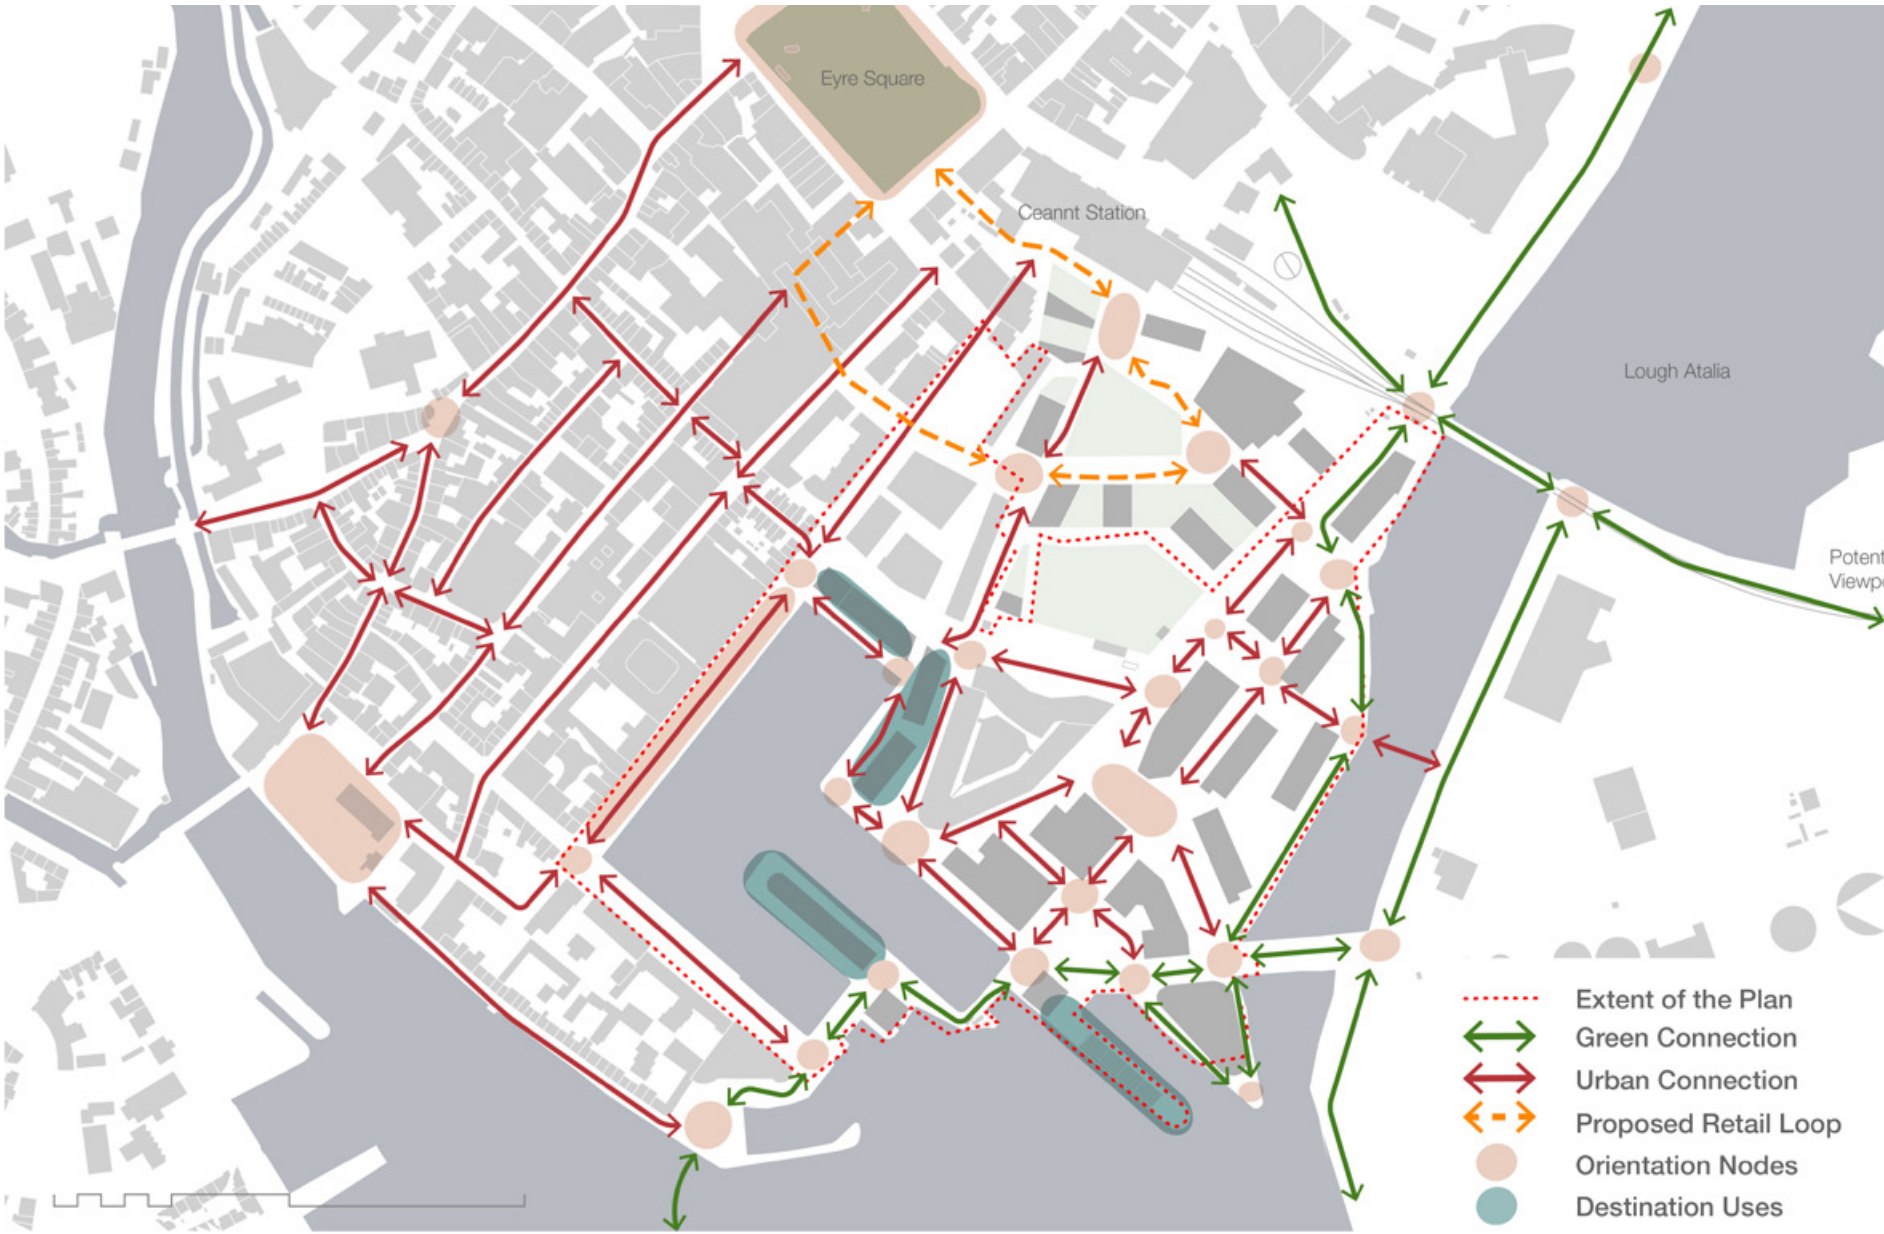 Eyre Square
Ceannt Station
Lough Atalia
Extent of the Plan
Green Connection
Urban Connection
Proposed Retail Loop
Orientation Nodes
Destination Uses